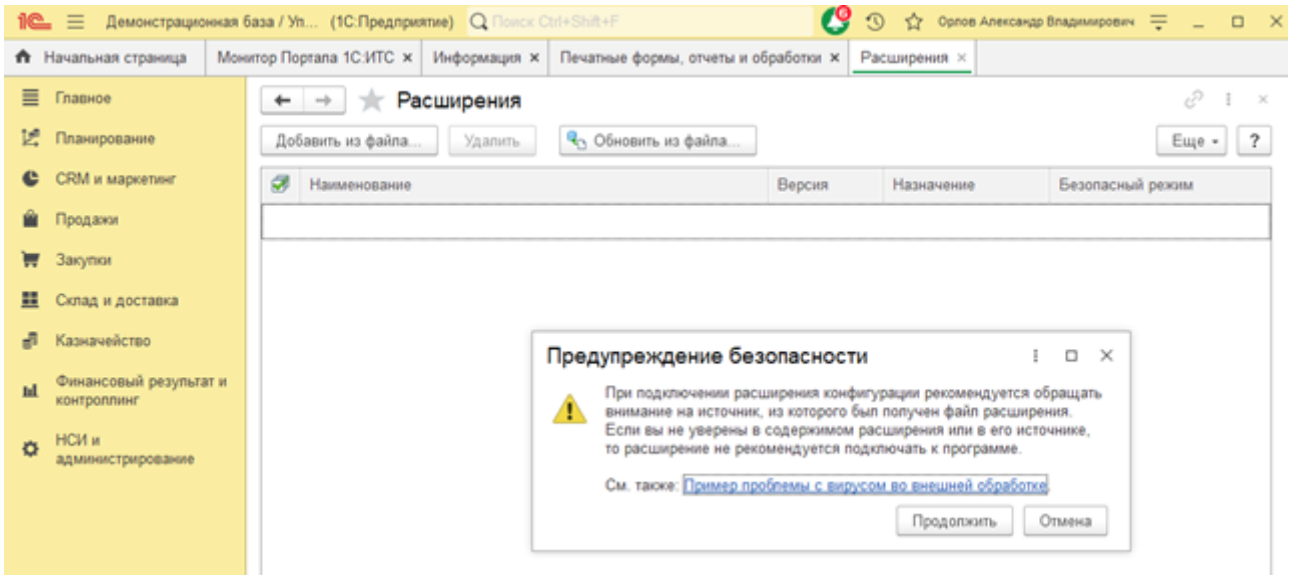 1С Демонстрационная база / Уп... (1С:Предприятие) Поиск Ctrl+Shift+F 6 Орлов Александр Владимирович
Начальная страница Монитор Портала 1С:ИТС × Информация × Печатные формы, отчеты и обработки × Расширения ×
Главное
Планирование
CRM и маркетинг
Продажи
Закупки
Склад и доставка
Казначейство
Финансовый результат и
контроллинг
НСИ и
администрирование
Расширения
Добавить из файла... Удалить Обновить из файла... Еще ?
Наименование Версия Назначение Безопасный режим
Предупреждение безопасности
При подключении расширения конфигурации рекомендуется обращать
внимание на источник, из которого был получен файл расширения.
Если вы не уверены в содержимом расширения или в его источнике,
то расширение не рекомендуется подключать к программе.
См. также: Пример проблемы с вирусом во внешней обработке.
Продолжить Отмена